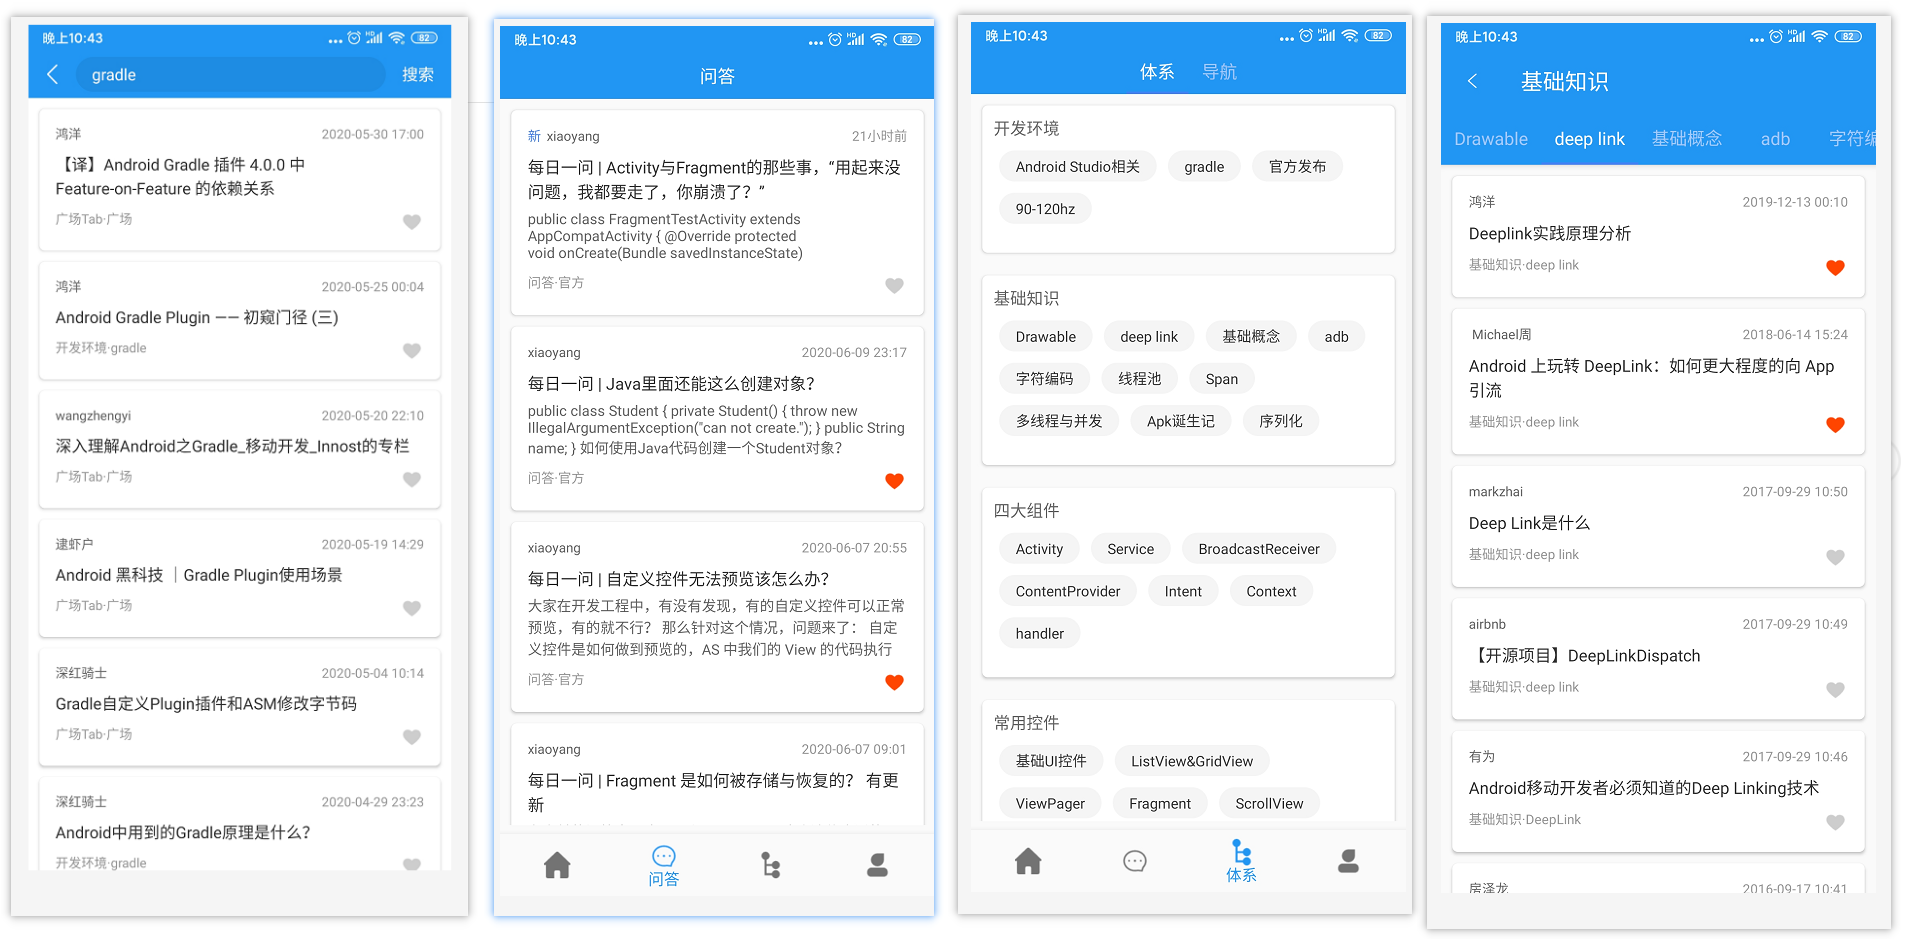 晚上10:43
82
gradle
搜索
鸿洋
2020-05-30 17:00
【译】Android Gradle 插件 4.0.0 中
Feature-on-Feature 的依赖关系
广场Tab·广场
鸿洋
2020-05-25 00:04
Android Gradle Plugin —— 初窥门径 (三)
开发环境·gradle
wangzhengyi
2020-05-20 22:10
深入理解Android之Gradle_移动开发_Innost的专栏
广场Tab·广场
逮虾户
2020-05-19 14:29
Android 黑科技 ｜Gradle Plugin使用场景
广场Tab·广场
深红骑士
2020-05-04 10:14
Gradle自定义Plugin插件和ASM修改字节码
广场Tab·广场
深红骑士
2020-04-29 23:23
Android中用到的Gradle原理是什么？
开发环境·gradle
晚上10:43
HD
82
问答
新 xiaoyang
21小时前
每日一问 | Activity与Fragment的那些事，“用起来没
问题，我都要走了，你崩溃了？”
public class FragmentTestActivity extends
AppCompatActivity { @Override protected
void onCreate(Bundle savedInstanceState)
问答·官方
xiaoyang
2020-06-09 23:17
每日一问 | Java里面还能这么创建对象？
public class Student { private Student() { throw new
IllegalArgumentException("can not create."); } public String
name; } 如何使用Java代码创建一个Student对象？
问答·官方
xiaoyang
2020-06-07 20:55
每日一问 | 自定义控件无法预览该怎么办？
大家在开发工程中，有没有发现，有的自定义控件可以正常
预览，有的就不行？ 那么针对这个情况，问题来了： 自定
义控件是如何做到预览的，AS 中我们的 View 的代码执行
问答·官方
xiaoyang
2020-06-07 09:01
每日一问 | Fragment 是如何被存储与恢复的？ 有更
新
问答
晚上10:43
HD
82
体系
导航
开发环境
Android Studio相关
gradle
官方发布
90-120hz
基础知识
Drawable
deep link
基础概念
adb
字符编码
线程池
Span
多线程与并发
Apk诞生记
序列化
四大组件
Activity
Service
BroadcastReceiver
ContentProvider
Intent
Context
handler
常用控件
基础UI控件
ListView&GridView
ViewPager
Fragment
ScrollView
体系
晚上10:43
HD
82
基础知识
Drawable
deep link
基础概念
adb
字符编
鸿洋
2019-12-13 00:10
Deeplink实践原理分析
基础知识·deep link
Michael周
2018-06-14 15:24
Android 上玩转 DeepLink：如何更大程度的向 App
引流
基础知识·deep link
markzhai
2017-09-29 10:50
Deep Link是什么
基础知识·deep link
airbnb
2017-09-29 10:49
【开源项目】DeepLinkDispatch
基础知识·deep link
有为
2017-09-29 10:46
Android移动开发者必须知道的Deep Linking技术
基础知识·DeepLink
房泽龙
2016-09-17 10:41